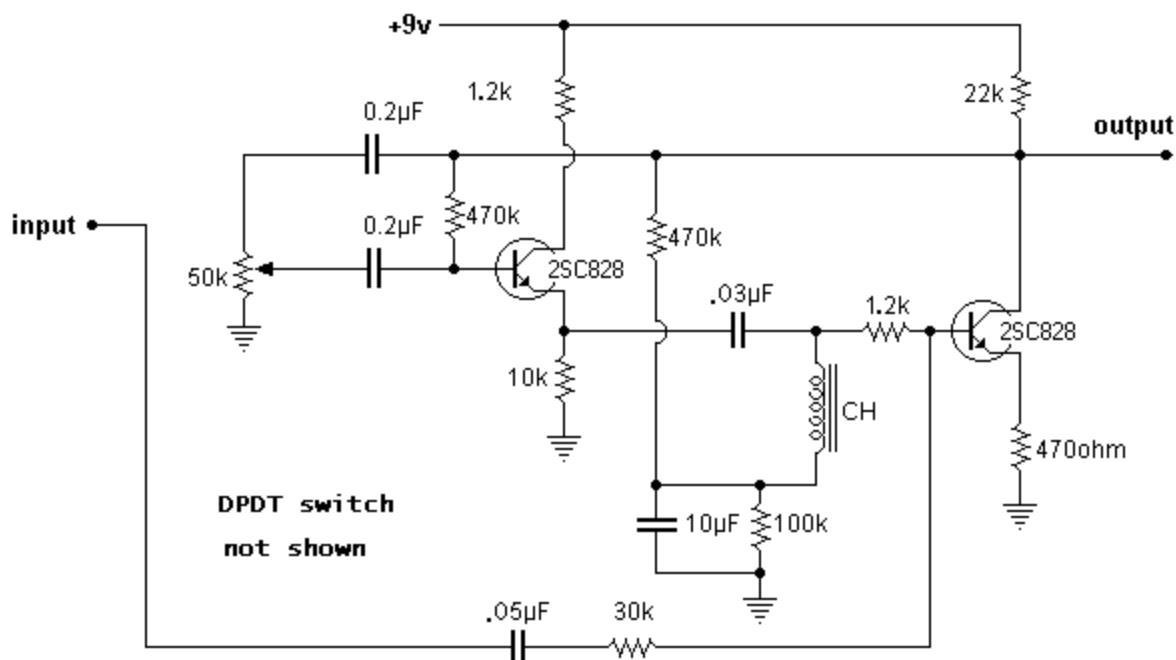 +9v
1.2k
22k
0.2µF
output
input
0.2µF
470k
470k
2SC828
50k
.03µF
1.2k
2SC828
10k
CH
470ohm
DPDT switch
not shown
10µF
100k
.05µF
30k